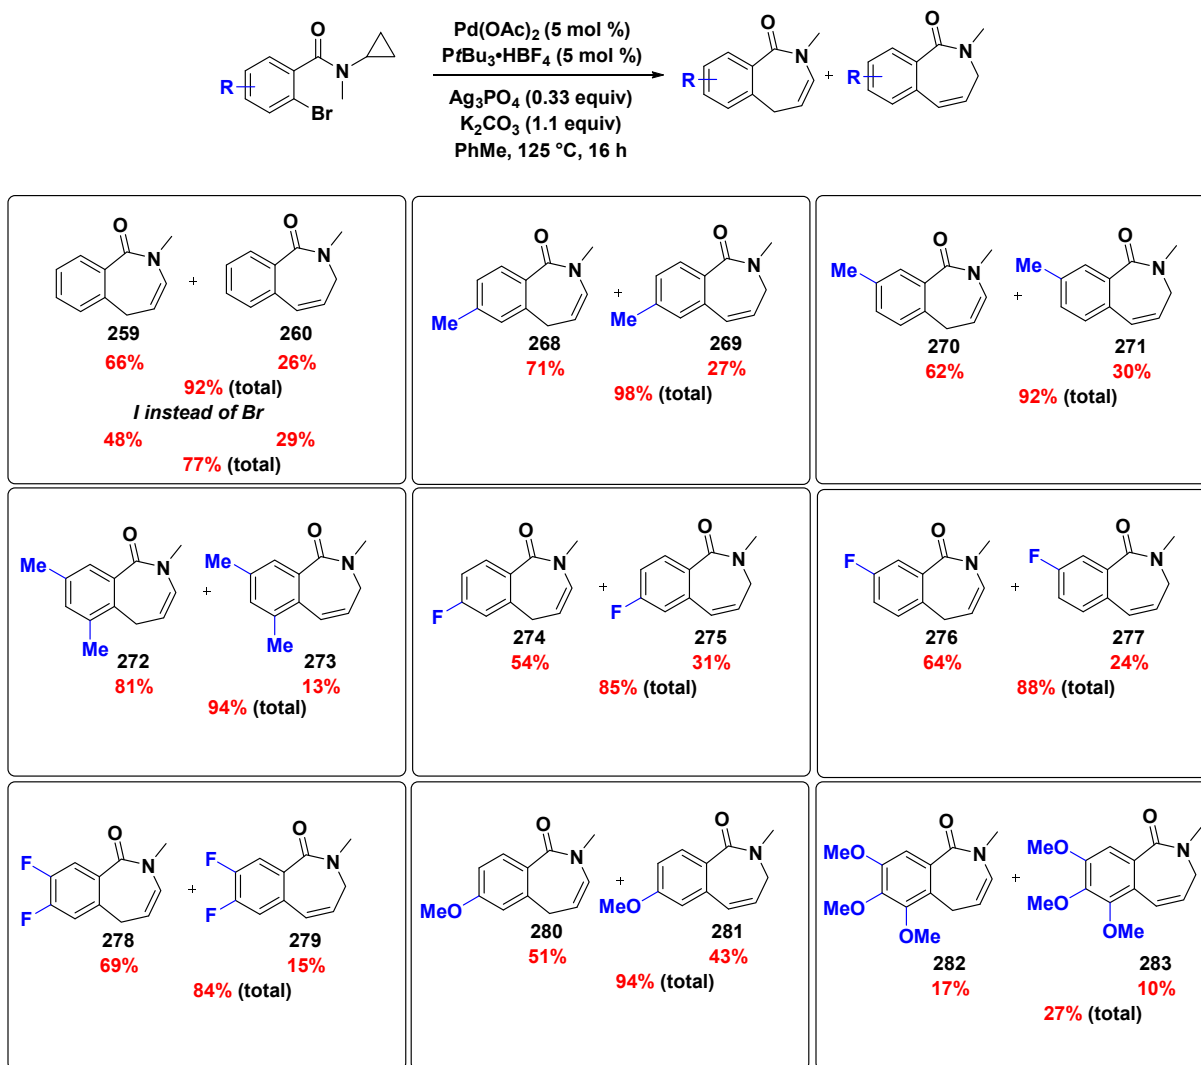 O
N
R
Br
Pd(OAc)2 (5 mol %)
PtBu3•HBF4 (5 mol %)
Ag3PO4 (0.33 equiv)
K2CO3 (1.1 equiv)
PhMe, 125 °C, 16 h
O
N
R
+
O
N
R
O
N
+
O
N
259 260
66% 26%
92% (total)
I instead of Br
48% 29%
77% (total)
O
N
Me
+
O
N
Me
268 269
71% 27%
98% (total)
O
N
Me
+
O
N
Me
270 271
62% 30%
92% (total)
O
N
Me
Me
+
O
N
Me
Me
272 273
81% 13%
94% (total)
O
N
F
+
O
N
F
274 275
54% 31%
85% (total)
O
N
F
+
O
N
F
276 277
64% 24%
88% (total)
O
N
F
F
+
O
N
F
F
278 279
69% 15%
84% (total)
O
N
MeO
+
O
N
MeO
280 281
51% 43%
94% (total)
O
N
MeO
MeO
OMe
+
O
N
MeO
MeO
OMe
282 283
17% 10%
27% (total)